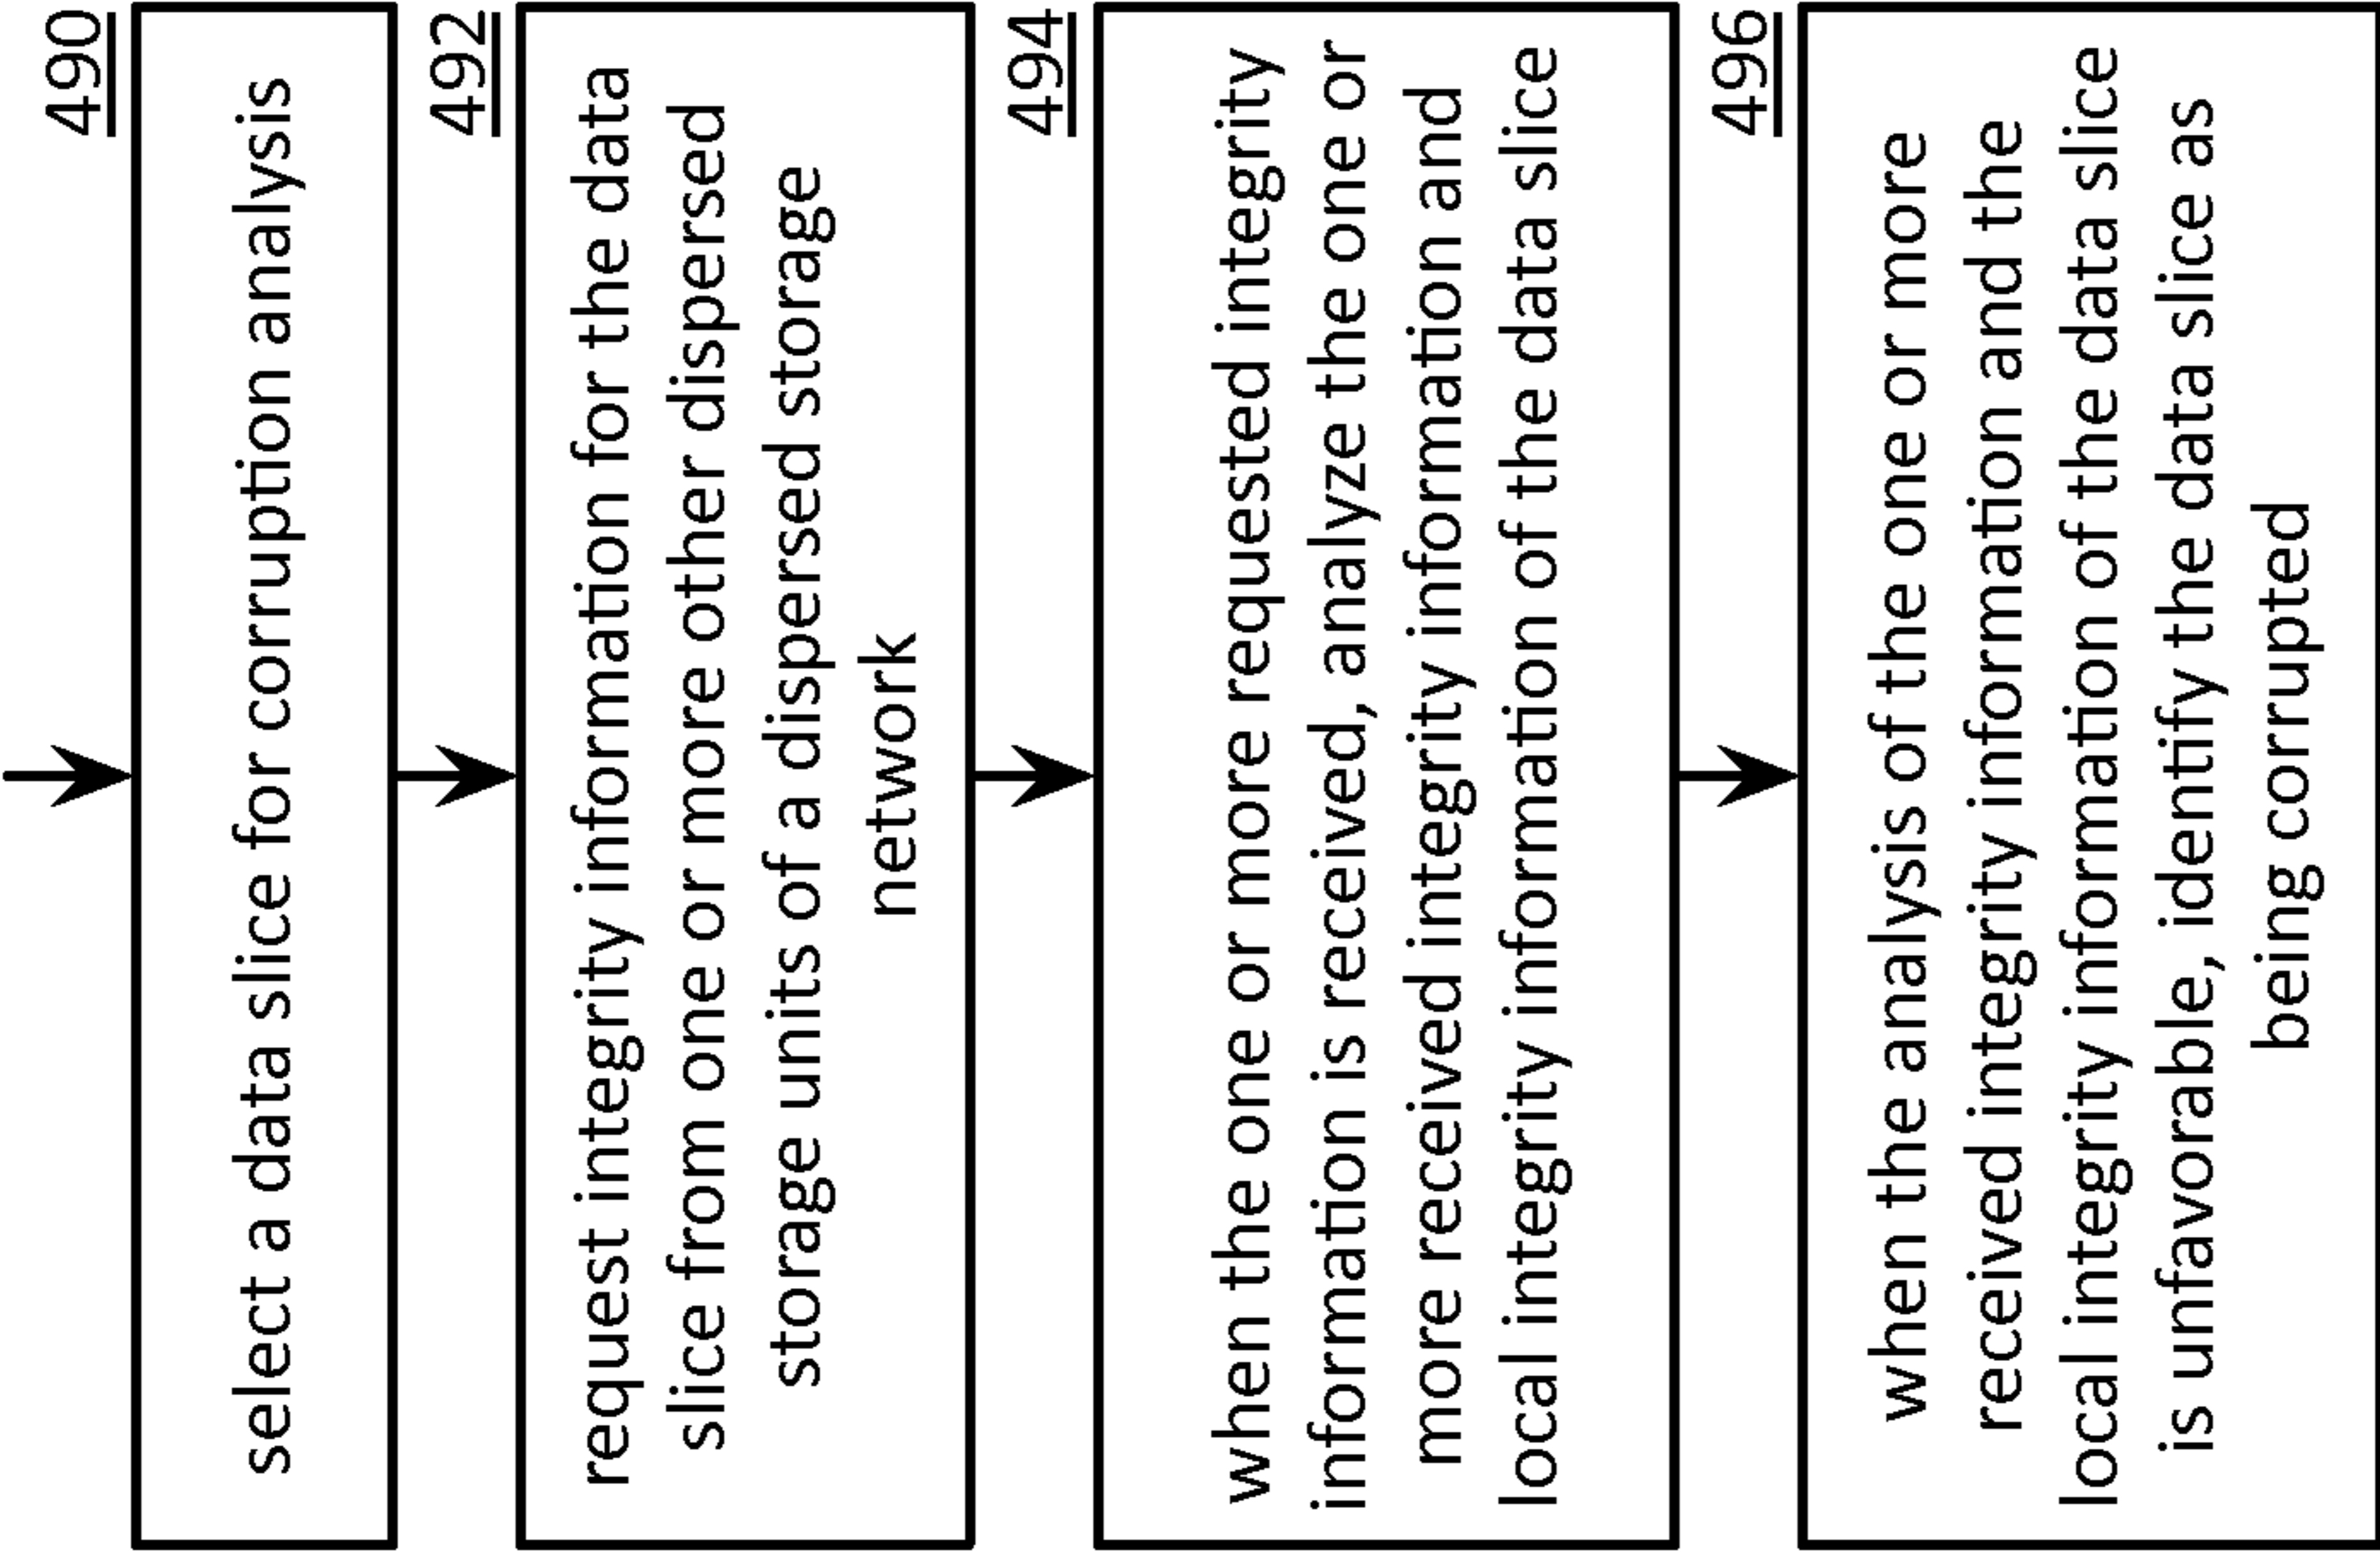 490
select a data slice for corruption analysis
492
request integrity information for the data
slice from one or more other dispersed
storage units of a dispersed storage
network
494
when the one or more requested integrity
information is received, analyze the one or
more received integrity information and
local integrity information of the data slice
496
when the analysis of the one or more
received integrity information and the
local integrity information of the data slice
is unfavorable, identify the data slice as
being corrupted